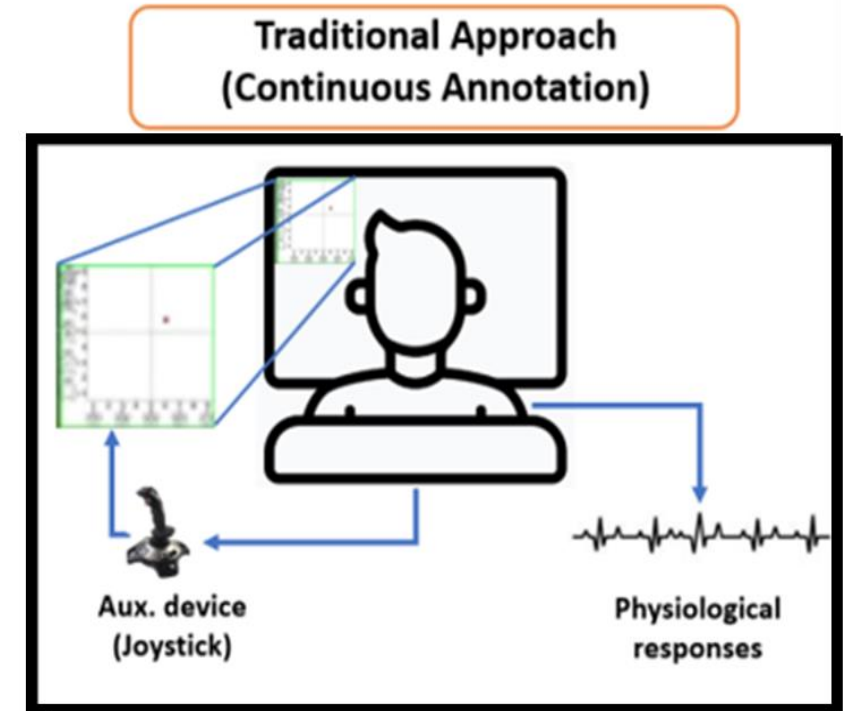 Traditional Approach
(Continuous Annotation)
Aux. device
(Joystick)
Physiological
responses